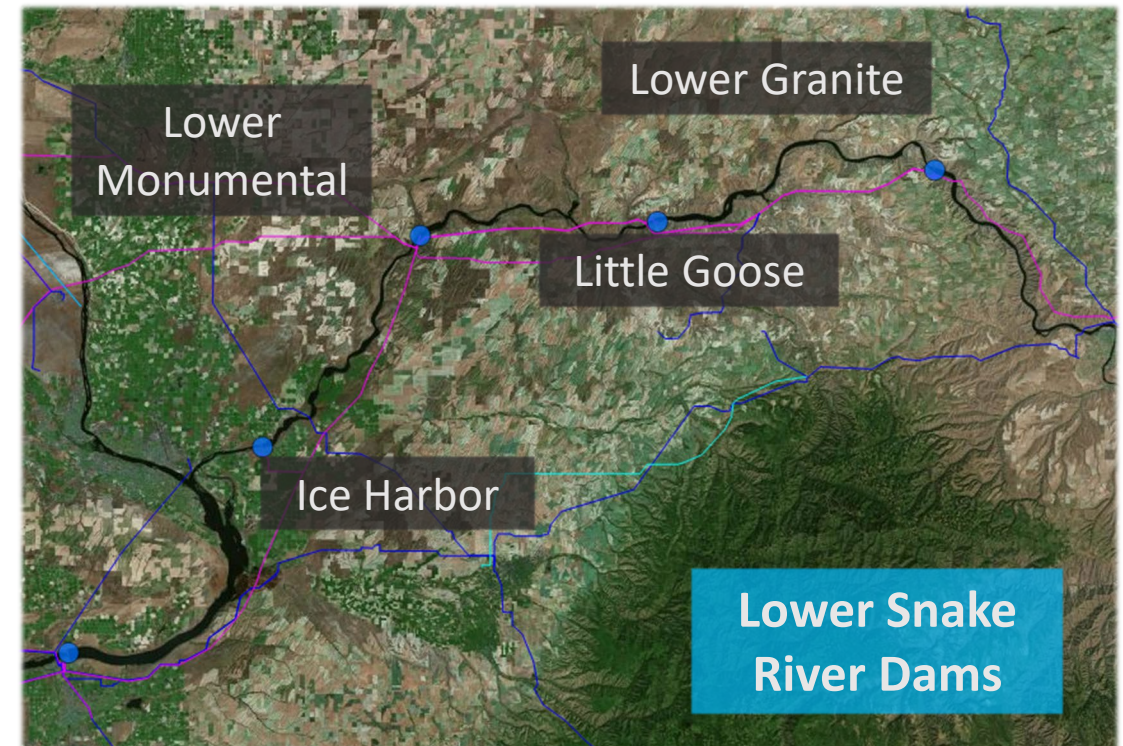 Lower Granite
Lower
Monumental
Little Goose
Ice Harbor
Lower Snake
River Dams